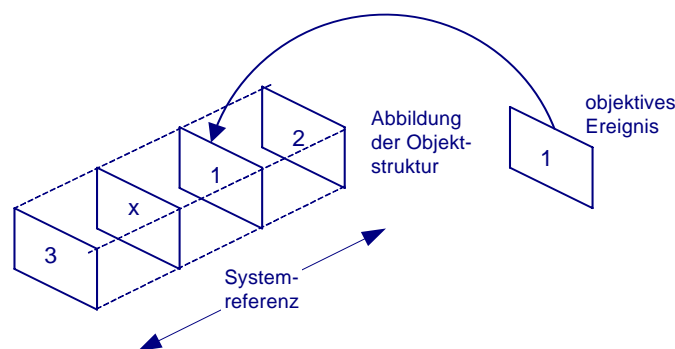 objektives
Ereignis
Abbildung
der Objekt-
struktur
2
1
1
x
3
System-
referenz